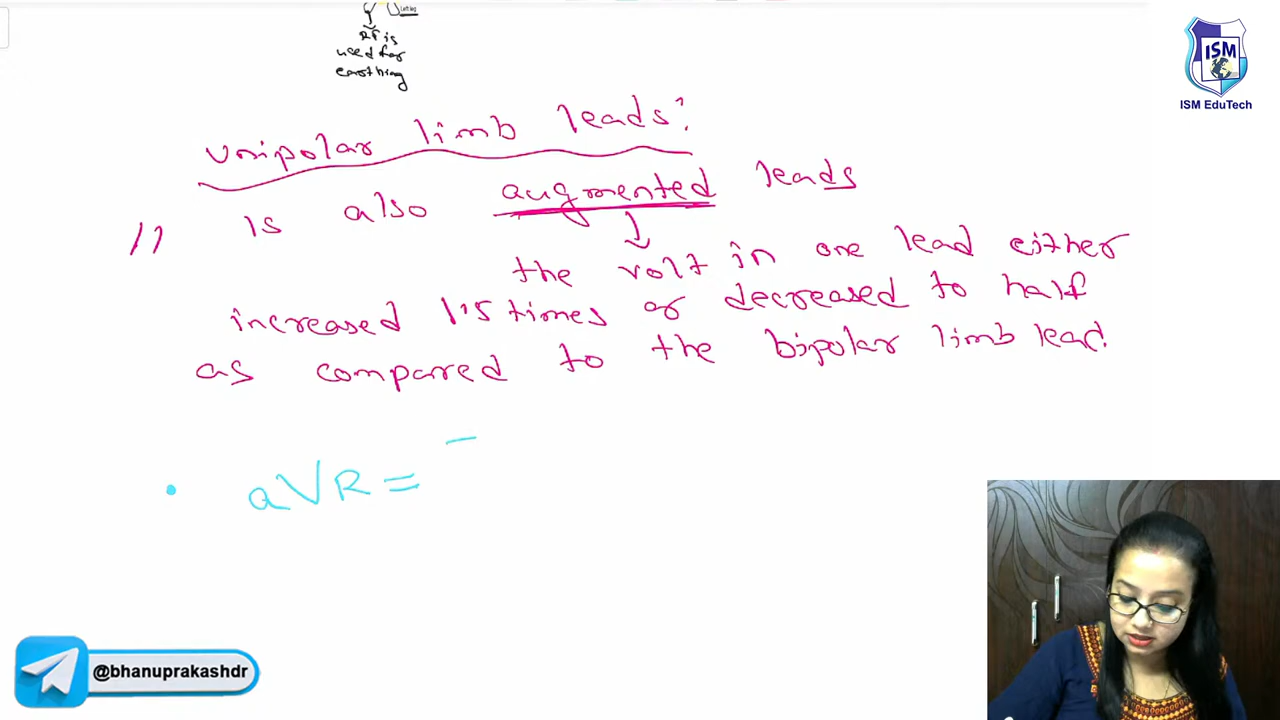 RF is
used for
earthing
ISM
ISM EduTech
unipolar limb leads:
11 is also augmented leads
the volt in one lead either
increased 1.5 times or decreased to half
as compared to the bipolar limb lead.
• aVR =
@bhanuprakashdr